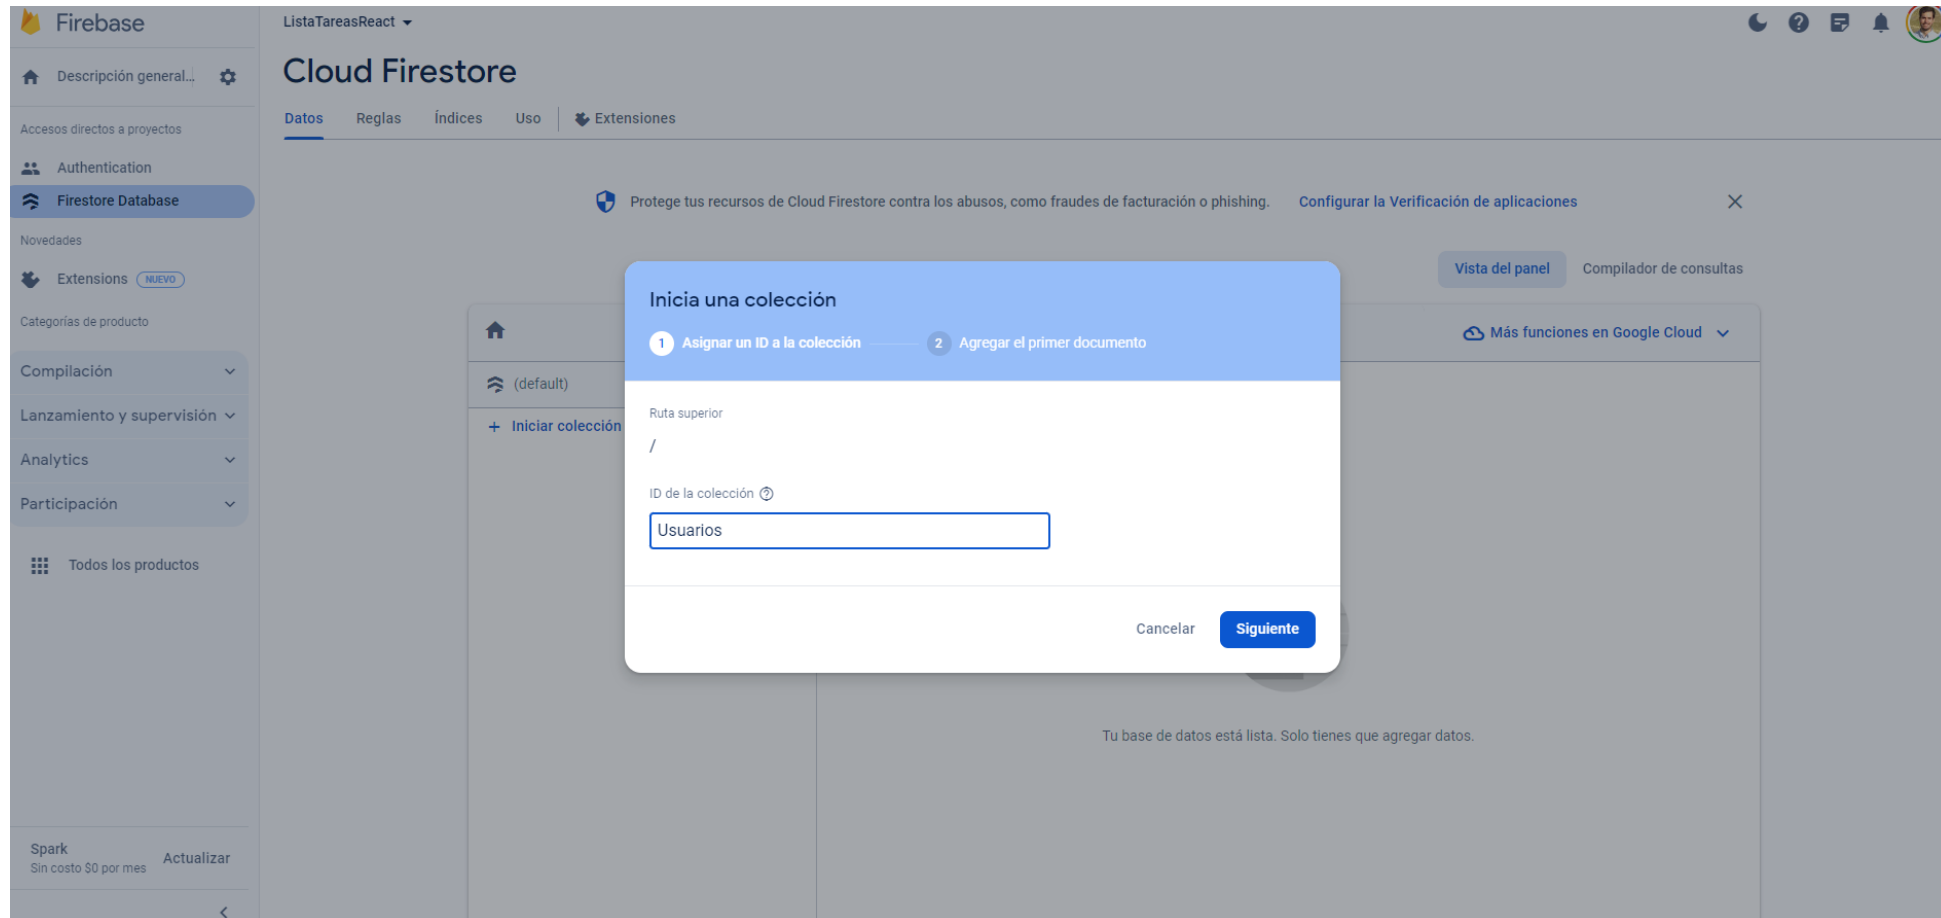 Firebase
ListaTareasReact
Descripción general...
Cloud Firestore
Accesos directos a proyectos
Datos Reglas Índices Uso Extensiones
Authentication
Firestore Database
Protege tus recursos de Cloud Firestore contra los abusos, como fraudes de facturación o phishing. Configurar la Verificación de aplicaciones
Novedades
Extensions NUEVO
Vista del panel Compilador de consultas
Categorías de producto
Inicia una colección
1 Asignar un ID a la colección 2 Agregar el primer documento
Más funciones en Google Cloud
Compilación
(default)
Lanzamiento y supervisión
+ Iniciar colección
Ruta superior
/
Analytics
Participación
ID de la colección ?
Usuarios
Todos los productos
Cancelar Siguiente
Tu base de datos está lista. Solo tienes que agregar datos.
Spark
Sin costo $0 por mes
Actualizar